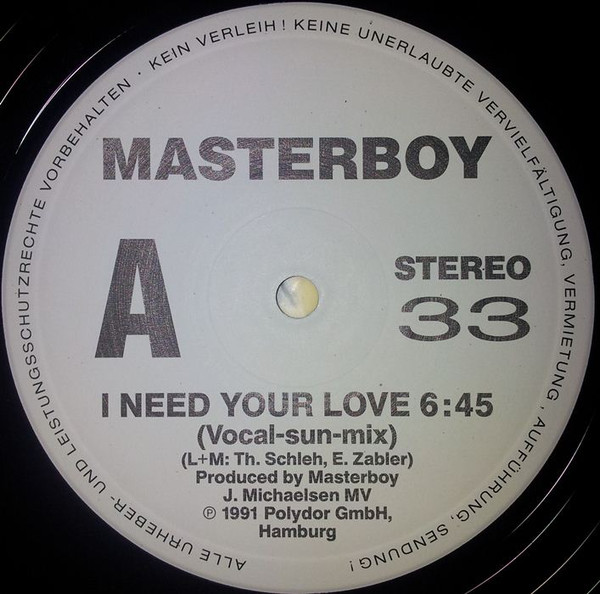 ALLE URHEBER- UND LEISTUNGSSCHUTZRECHTE VORBEHALTEN · KEIN VERLEIH! KEINE UNERLAUBTE VERVIELFÄLTIGUNG, VERMIETUNG, AUFFÜHRUNG, SENDUNG!
MASTERBOY
A
STEREO
33
I NEED YOUR LOVE 6:45
(Vocal-sun-mix)
(L+M: Th. Schleh, E. Zabler)
Produced by Masterboy
J. Michaelsen MV
℗ 1991 Polydor GmbH,
Hamburg